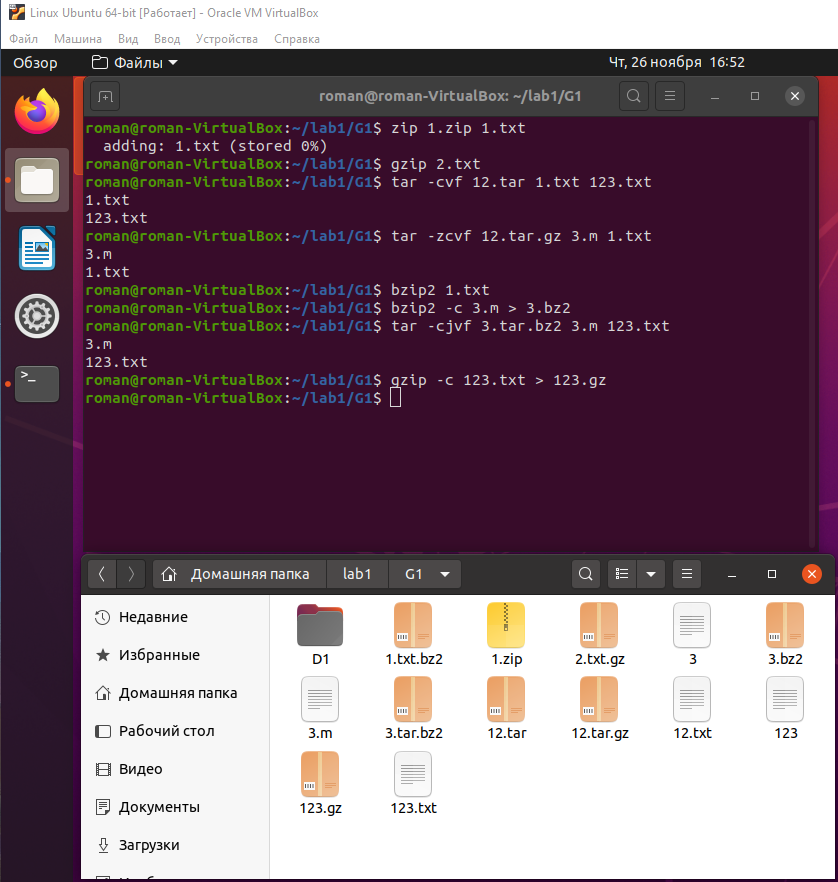 Linux Ubuntu 64-bit [Работает] - Oracle VM VirtualBox
Файл Машина Вид Ввод Устройства Справка
Обзор Файлы Чт, 26 ноября 16:52
roman@roman-VirtualBox: ~/lab1/G1
roman@roman-VirtualBox:~/lab1/G1$ zip 1.zip 1.txt
  adding: 1.txt (stored 0%)
roman@roman-VirtualBox:~/lab1/G1$ gzip 2.txt
roman@roman-VirtualBox:~/lab1/G1$ tar -cvf 12.tar 1.txt 123.txt
1.txt
123.txt
roman@roman-VirtualBox:~/lab1/G1$ tar -zcvf 12.tar.gz 3.m 1.txt
3.m
1.txt
roman@roman-VirtualBox:~/lab1/G1$ bzip2 1.txt
roman@roman-VirtualBox:~/lab1/G1$ bzip2 -c 3.m > 3.bz2
roman@roman-VirtualBox:~/lab1/G1$ tar -cjvf 3.tar.bz2 3.m 123.txt
3.m
123.txt
roman@roman-VirtualBox:~/lab1/G1$ gzip -c 123.txt > 123.gz
roman@roman-VirtualBox:~/lab1/G1$
Домашняя папка lab1 G1
Недавние
Избранные
Домашняя папка
Рабочий стол
Видео
Документы
Загрузки
D1 1.txt.bz2 1.zip 2.txt.gz 3 3.bz2
3.m 3.tar.bz2 12.tar 12.tar.gz 12.txt 123
123.gz 123.txt